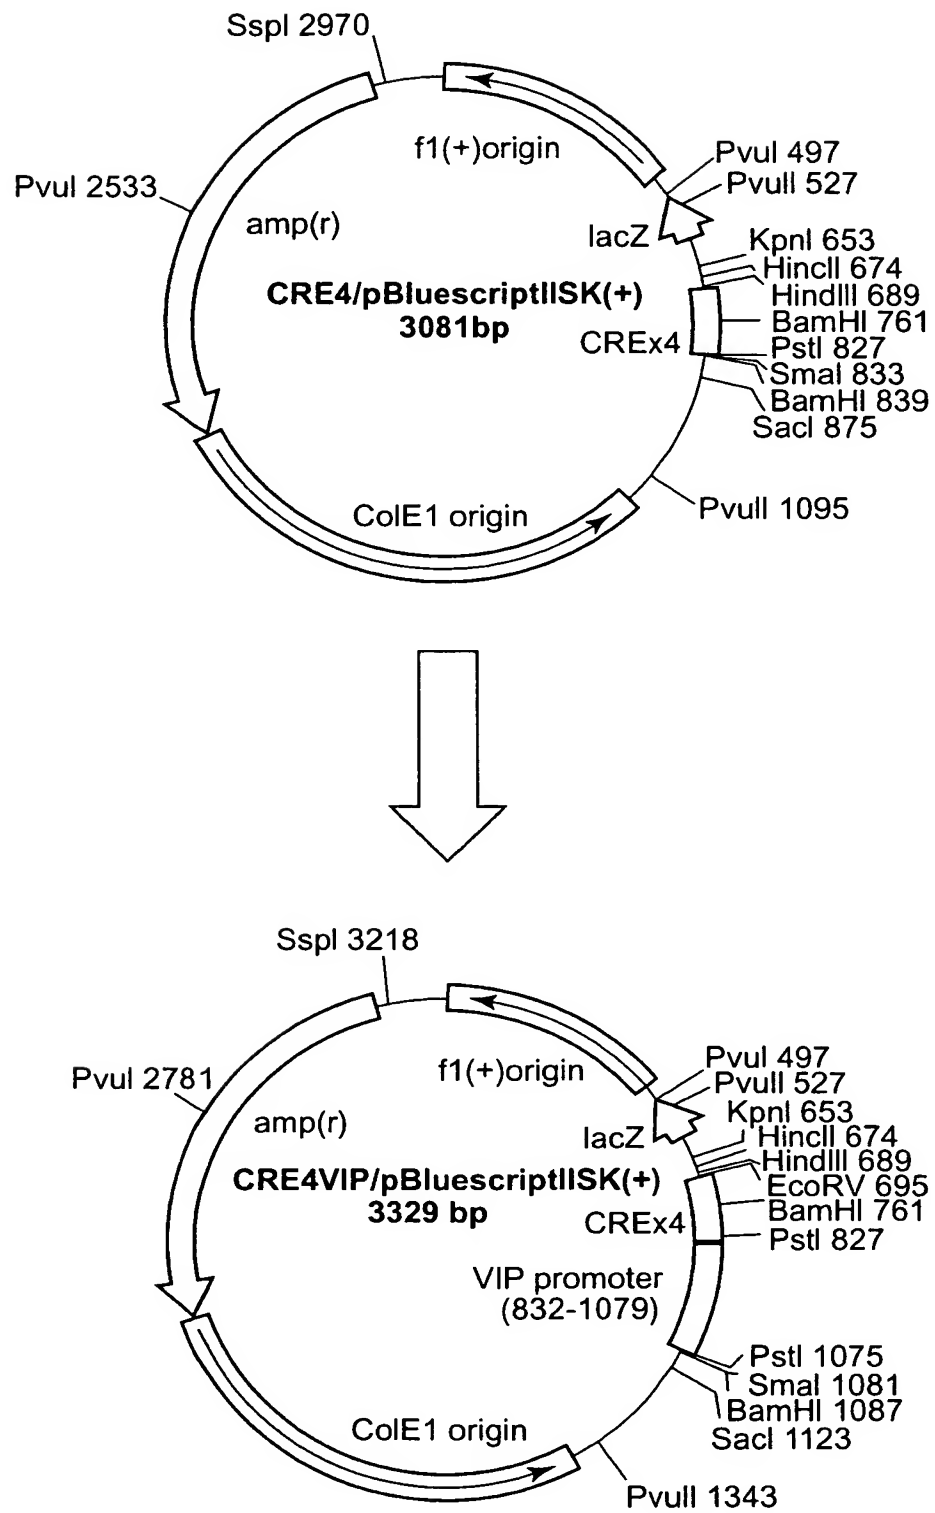 SspI 2970
f1(+)origin
PvuI 497
PvuII 527
PvuI 2533
amp(r)
lacZ
KpnI 653
HincII 674
HindIII 689
CRE4/pBluescriptIISK(+)
3081bp
BamHI 761
CREx4
PstI 827
SmaI 833
BamHI 839
SacI 875
ColE1 origin
PvuII 1095
SspI 3218
f1(+)origin
PvuI 497
PvuII 527
PvuI 2781
KpnI 653
amp(r)
lacZ
HincII 674
HindIII 689
CRE4VIP/pBluescriptIISK(+)
3329 bp
EcoRV 695
BamHI 761
CREx4
PstI 827
VIP promoter
(832-1079)
PstI 1075
SmaI 1081
BamHI 1087
SacI 1123
ColE1 origin
PvuII 1343